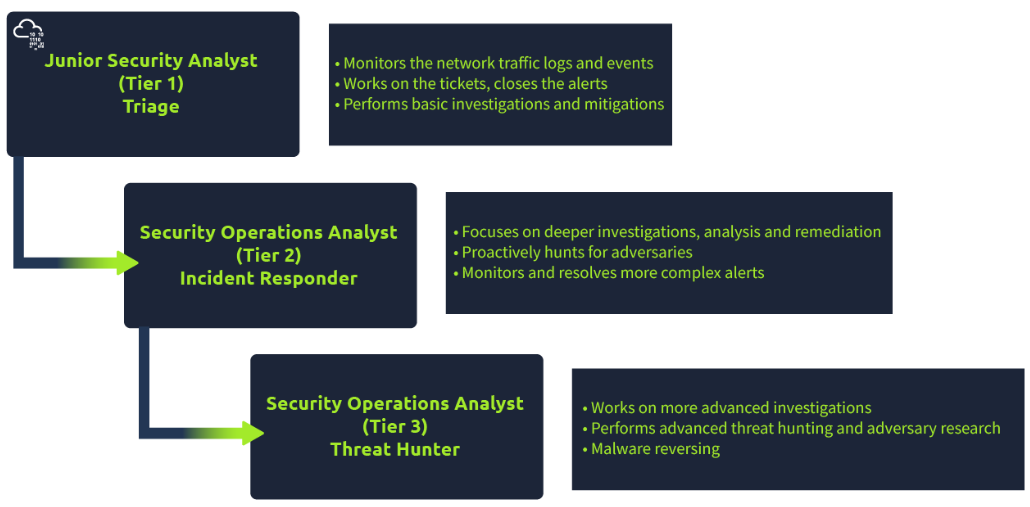 Junior Security Analyst
(Tier 1)
Triage
• Monitors the network traffic logs and events
• Works on the tickets, closes the alerts
• Performs basic investigations and mitigations
Security Operations Analyst
(Tier 2)
Incident Responder
• Focuses on deeper investigations, analysis and remediation
• Proactively hunts for adversaries
• Monitors and resolves more complex alerts
Security Operations Analyst
(Tier 3)
Threat Hunter
• Works on more advanced investigations
• Performs advanced threat hunting and adversary research
• Malware reversing